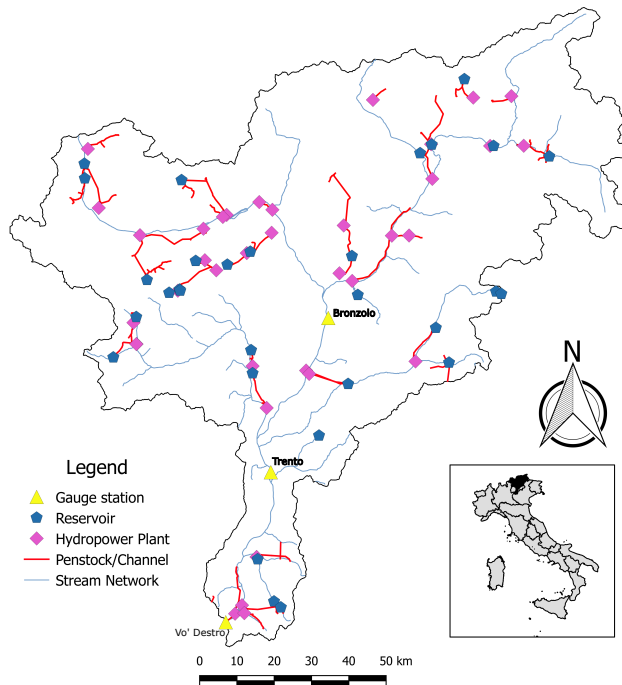 Bronzolo
N
Trento
Legend
Gauge station
Reservoir
Hydropower Plant
Penstock/Channel
Stream Network
Vo' Destro
0 10 20 30 40 50 km